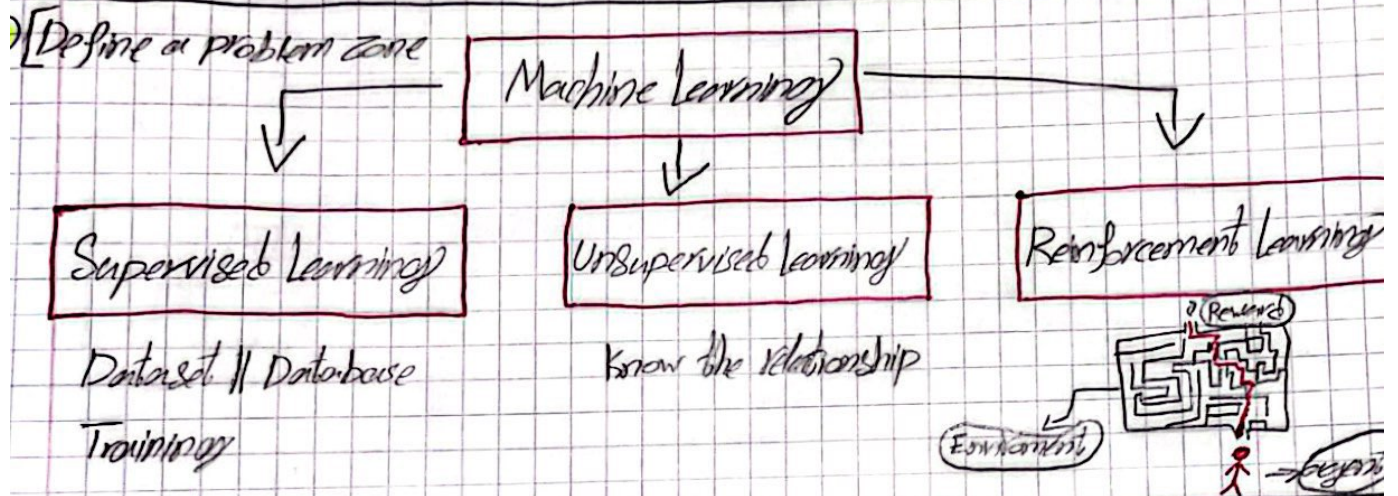 [Define a problem zone
Machine Learning
Supervised Learning
Unsupervised Learning
Reinforcement Learning
Dataset || Database
Training
Know the relationship
Reward
Enviroment
agent